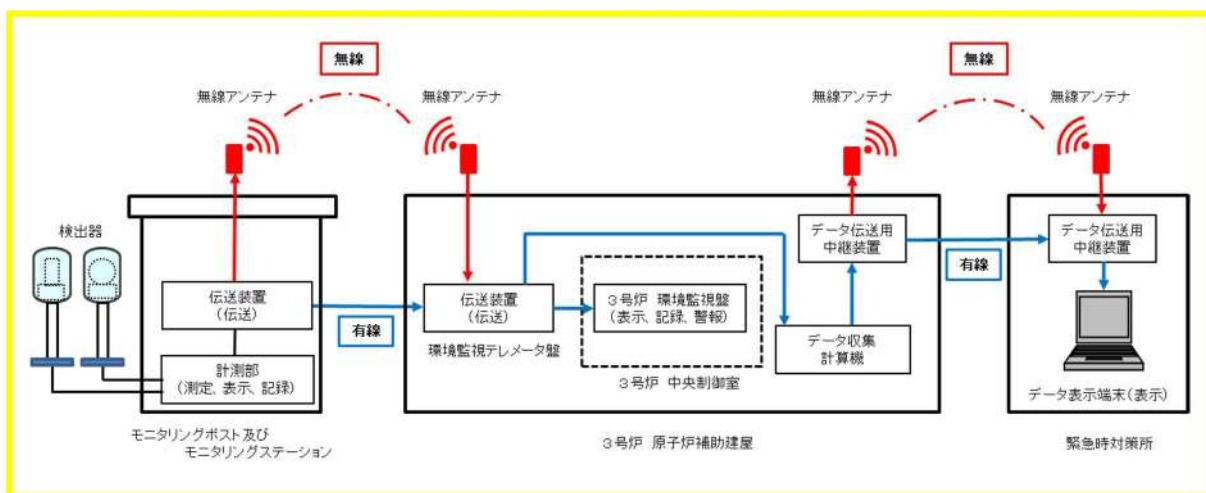 無線
無線
無線アンテナ
無線アンテナ
無線アンテナ
無線アンテナ
検出器
伝送装置
(伝送)
計測部
(測定、表示、記録)
モニタリングポスト及び
モニタリングステーション
有線
伝送装置
(伝送)
環境監視テレメータ盤
3号炉 環境監視盤
(表示、記録、警報)
3号炉 中央制御室
データ伝送用
中継装置
データ収集
計算機
3号炉 原子炉補助建屋
有線
データ伝送用
中継装置
データ表示端末(表示)
緊急時対策所